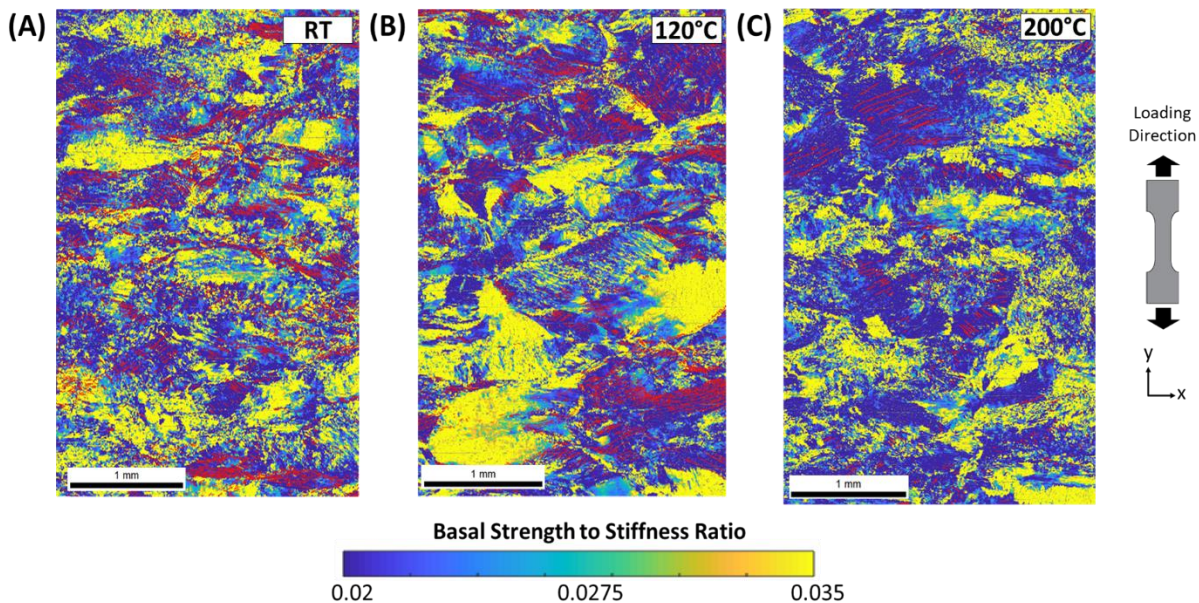 (A)
RT
(B)
120°C
(C)
200°C
Loading
Direction
y
x
1 mm
1 mm
1 mm
Basal Strength to Stiffness Ratio
0.02
0.0275
0.035